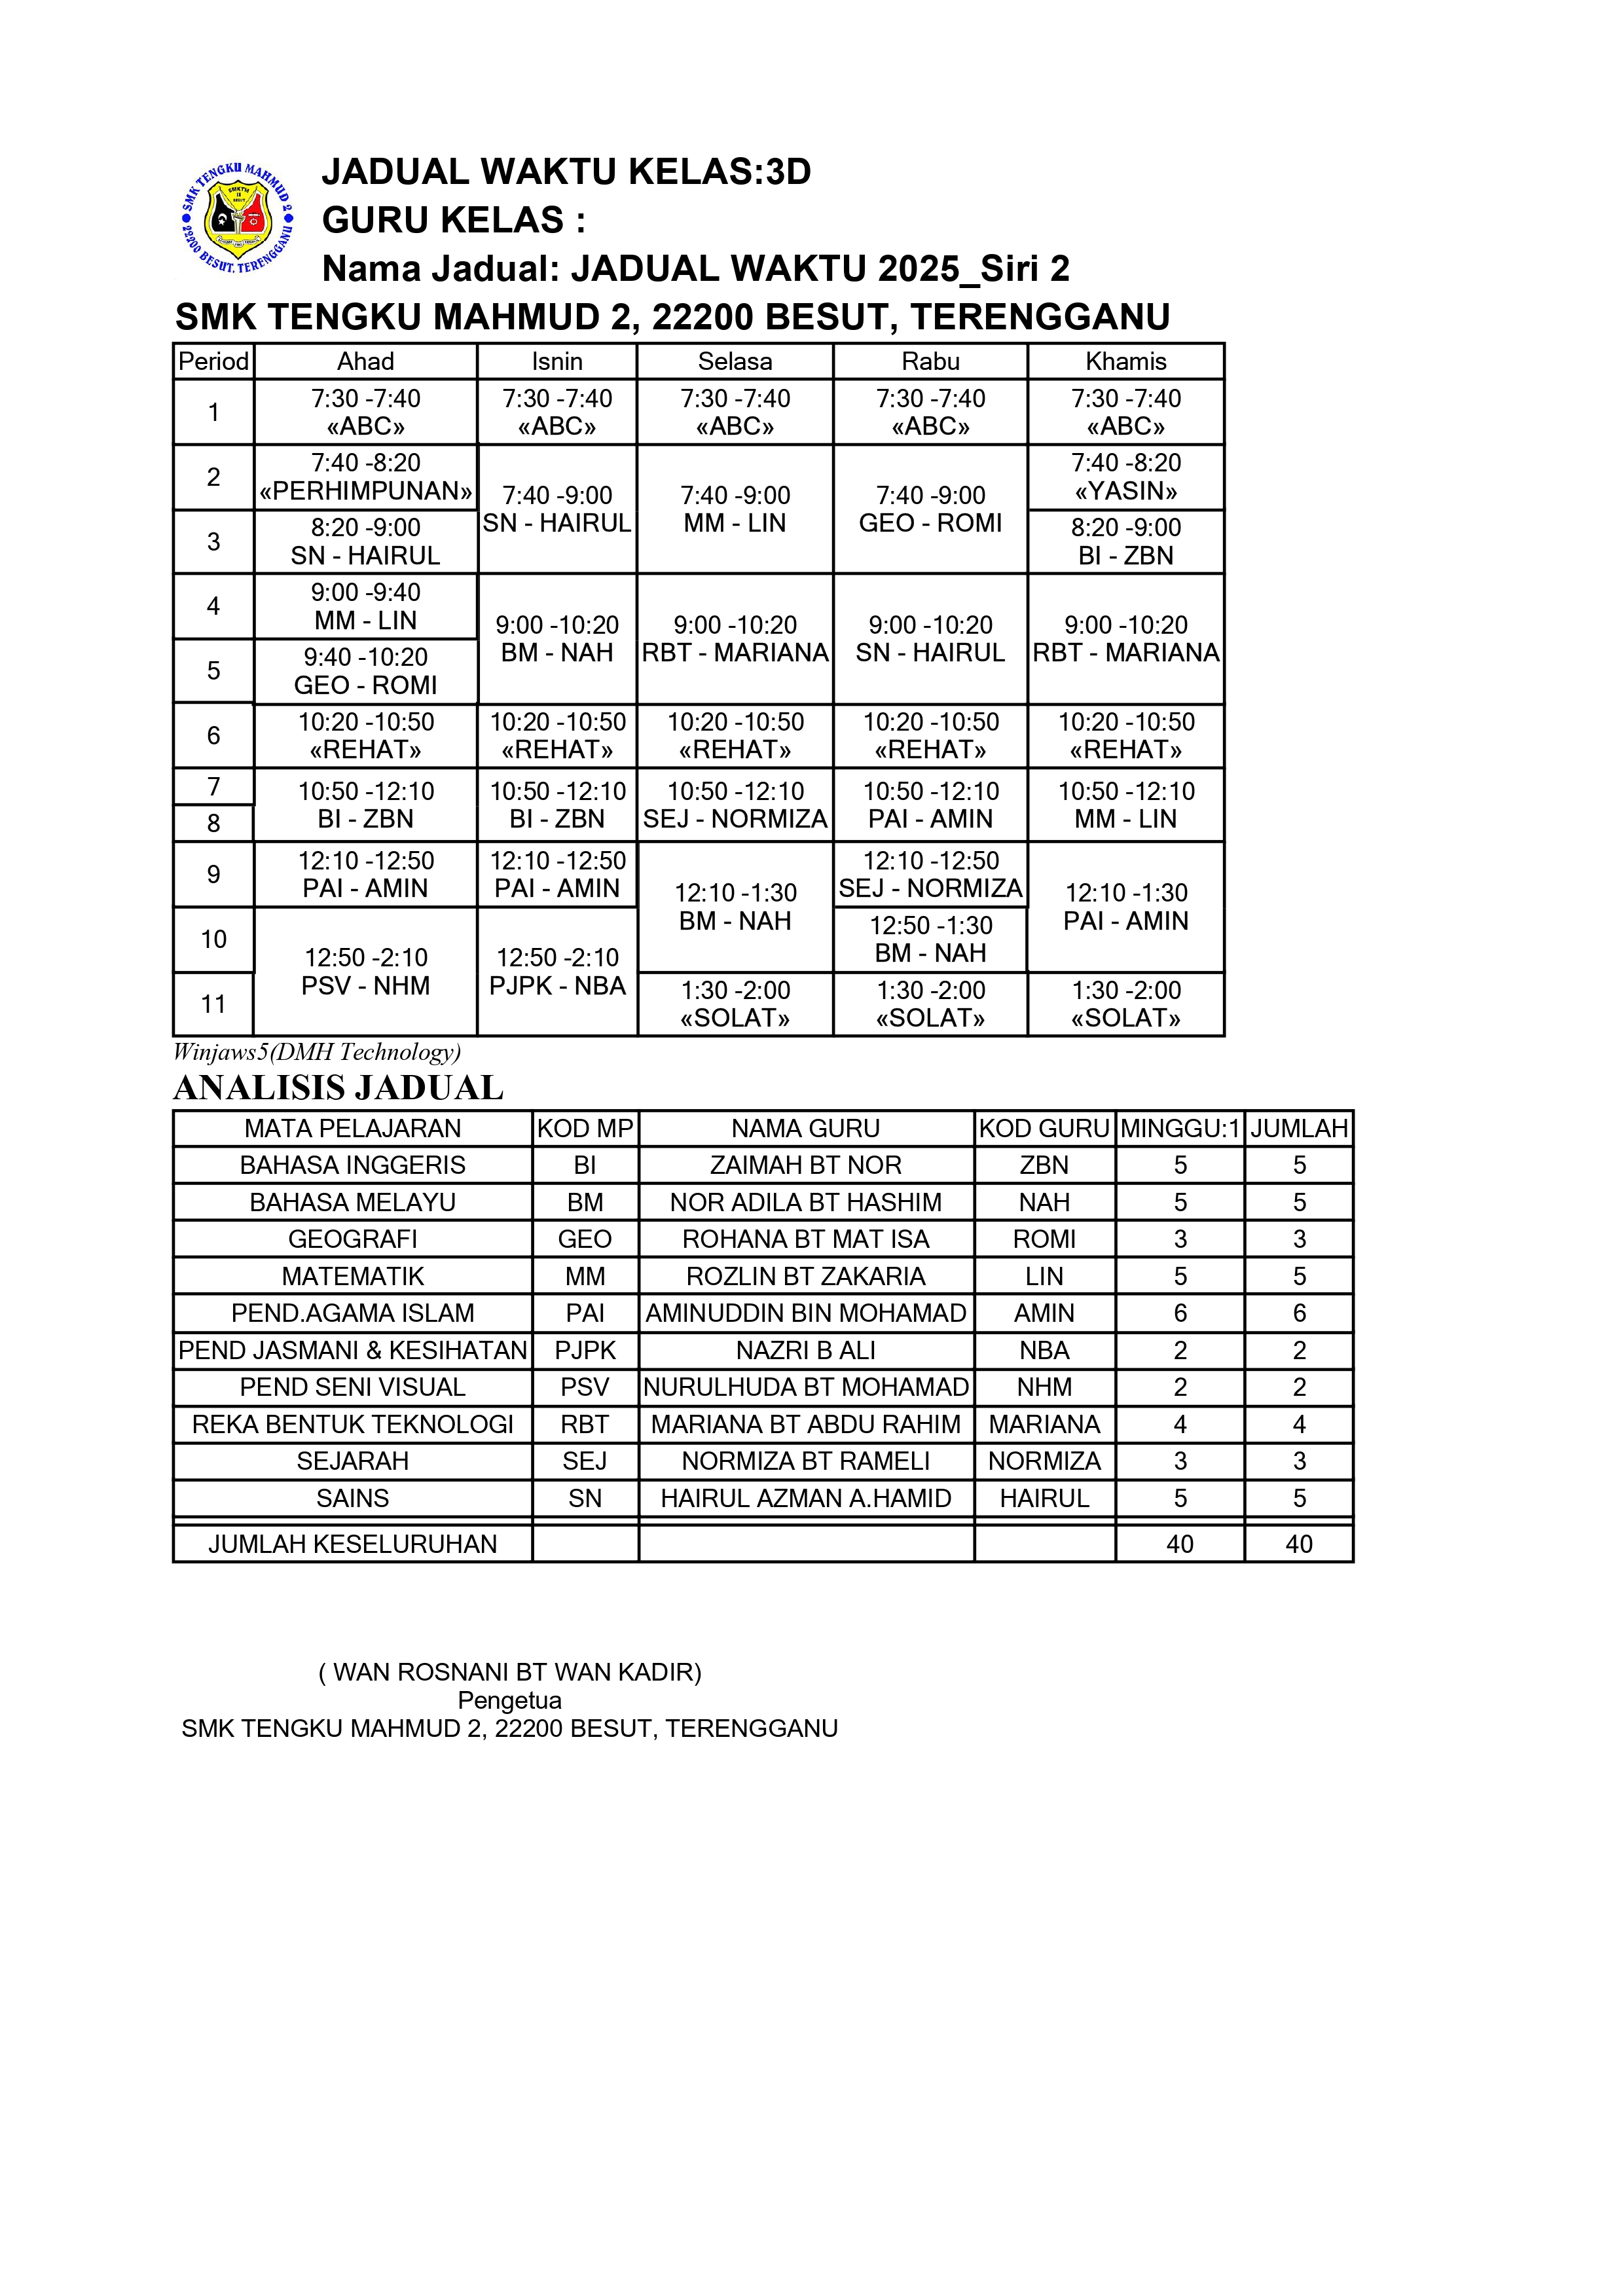 SMK TENGKU MAHMUD 2
22200 BESUT, TERENGGANU
JADUAL WAKTU KELAS:3D
GURU KELAS :
Nama Jadual: JADUAL WAKTU 2025_Siri 2
SMK TENGKU MAHMUD 2, 22200 BESUT, TERENGGANU
Period Ahad Isnin Selasa Rabu Khamis
1
7:30 -7:40
«ABC»
7:30 -7:40
«ABC»
7:30 -7:40
«ABC»
7:30 -7:40
«ABC»
7:30 -7:40
«ABC»
2
7:40 -8:20
«PERHIMPUNAN»
7:40 -9:00
SN - HAIRUL
7:40 -9:00
MM - LIN
7:40 -9:00
GEO - ROMI
7:40 -8:20
«YASIN»
3
8:20 -9:00
SN - HAIRUL
8:20 -9:00
BI - ZBN
4
9:00 -9:40
MM - LIN
9:00 -10:20
BM - NAH
9:00 -10:20
RBT - MARIANA
9:00 -10:20
SN - HAIRUL
9:00 -10:20
RBT - MARIANA
5
9:40 -10:20
GEO - ROMI
6
10:20 -10:50
«REHAT»
10:20 -10:50
«REHAT»
10:20 -10:50
«REHAT»
10:20 -10:50
«REHAT»
10:20 -10:50
«REHAT»
7
10:50 -12:10
BI - ZBN
10:50 -12:10
BI - ZBN
10:50 -12:10
SEJ - NORMIZA
10:50 -12:10
PAI - AMIN
10:50 -12:10
MM - LIN
8
9
12:10 -12:50
PAI - AMIN
12:10 -12:50
PAI - AMIN
12:10 -1:30
BM - NAH
12:10 -12:50
SEJ - NORMIZA
12:10 -1:30
PAI - AMIN
10
12:50 -2:10
PSV - NHM
12:50 -2:10
PJPK - NBA
12:50 -1:30
BM - NAH
11
1:30 -2:00
«SOLAT»
1:30 -2:00
«SOLAT»
1:30 -2:00
«SOLAT»
Winjaws5(DMH Technology)
ANALISIS JADUAL
MATA PELAJARAN KOD MP NAMA GURU KOD GURU MINGGU:1 JUMLAH
BAHASA INGGERIS BI ZAIMAH BT NOR ZBN 5 5
BAHASA MELAYU BM NOR ADILA BT HASHIM NAH 5 5
GEOGRAFI GEO ROHANA BT MAT ISA ROMI 3 3
MATEMATIK MM ROZLIN BT ZAKARIA LIN 5 5
PEND.AGAMA ISLAM PAI AMINUDDIN BIN MOHAMAD AMIN 6 6
PEND JASMANI & KESIHATAN PJPK NAZRI B ALI NBA 2 2
PEND SENI VISUAL PSV NURULHUDA BT MOHAMAD NHM 2 2
REKA BENTUK TEKNOLOGI RBT MARIANA BT ABDU RAHIM MARIANA 4 4
SEJARAH SEJ NORMIZA BT RAMELI NORMIZA 3 3
SAINS SN HAIRUL AZMAN A.HAMID HAIRUL 5 5
JUMLAH KESELURUHAN 40 40
( WAN ROSNANI BT WAN KADIR)
Pengetua
SMK TENGKU MAHMUD 2, 22200 BESUT, TERENGGANU